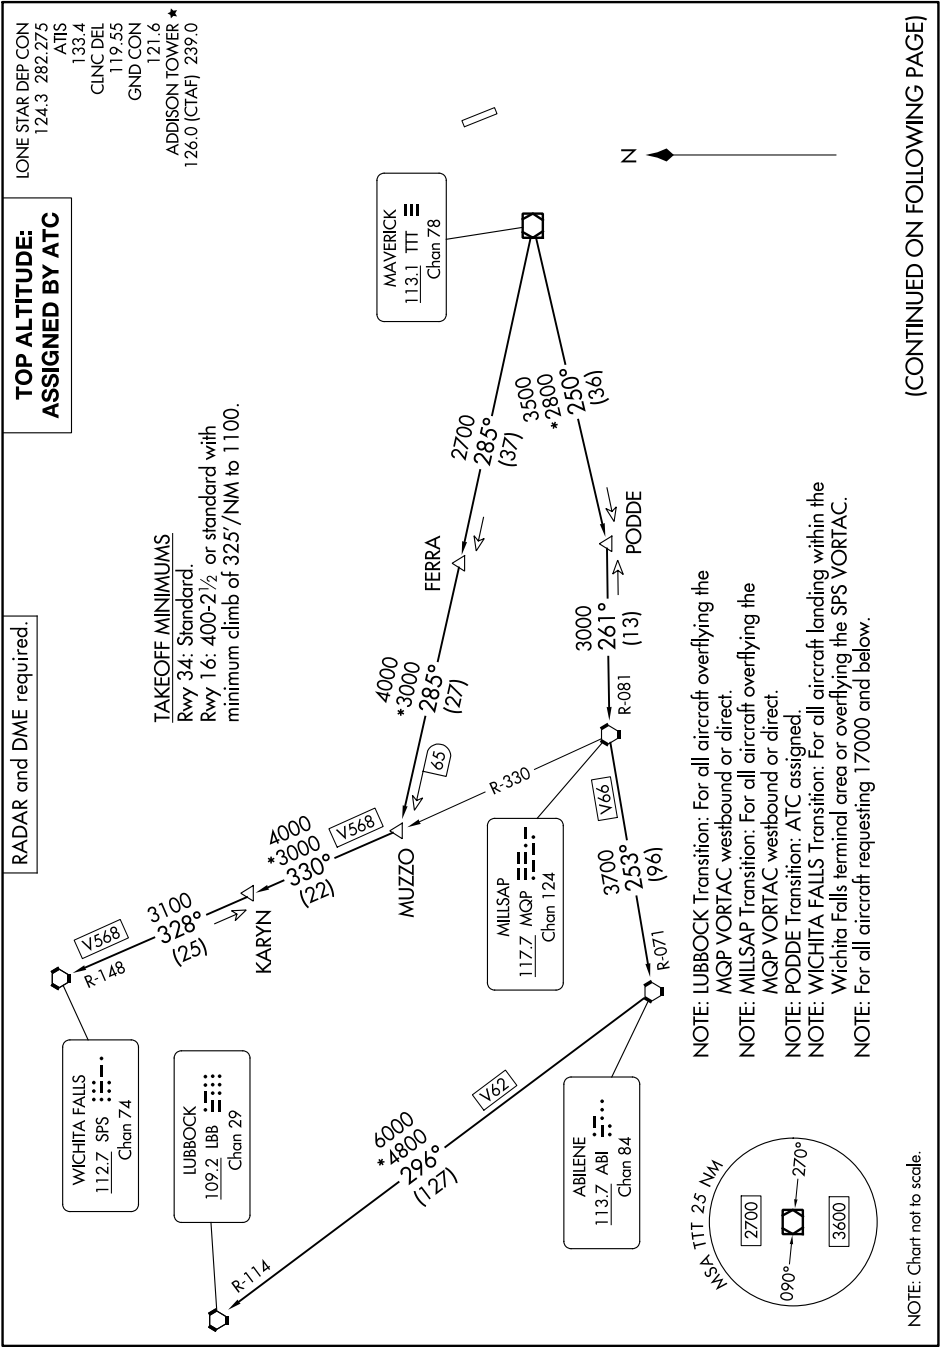 RADAR and DME required.
TOP ALTITUDE:
ASSIGNED BY ATC
LONE STAR DEP CON
124.3 282.275
ATIS
133.4
CLNC DEL
119.55
GND CON
121.6
ADDISON TOWER ★
126.0 (CTAF) 239.0
TAKEOFF MINIMUMS
Rwy 34: Standard.
Rwy 16: 400-2½ or standard with
minimum climb of 325'/NM to 1100.
WICHITA FALLS
112.7 SPS
Chan 74
R-148
V568
3100
328°
(25)
KARYN
4000
*3000
330°
(22)
V568
MUZZO
65
4000
*3000
285°
(27)
FERRA
2700
285°
(37)
MAVERICK
113.1 TTT
Chan 78
N
LUBBOCK
109.2 LBB
Chan 29
R-114
6000
*4800
296°
(127)
V62
ABILENE
113.7 ABI
Chan 84
R-071
3700
253°
(96)
V66
MILLSAP
117.7 MQP
Chan 124
R-330
R-081
3000
261°
(13)
PODDE
3500
*2800
250°
(36)
MSA TTT 25 NM
2700
090°
270°
3600
NOTE: LUBBOCK Transition: For all aircraft overflying the
MQP VORTAC westbound or direct.
NOTE: MILLSAP Transition: For all aircraft overflying the
MQP VORTAC westbound or direct.
NOTE: PODDE Transition: ATC assigned.
NOTE: WICHITA FALLS Transition: For all aircraft landing within the
Wichita Falls terminal area or overflying the SPS VORTAC.
NOTE: For all aircraft requesting 17000 and below.
NOTE: Chart not to scale.
(CONTINUED ON FOLLOWING PAGE)